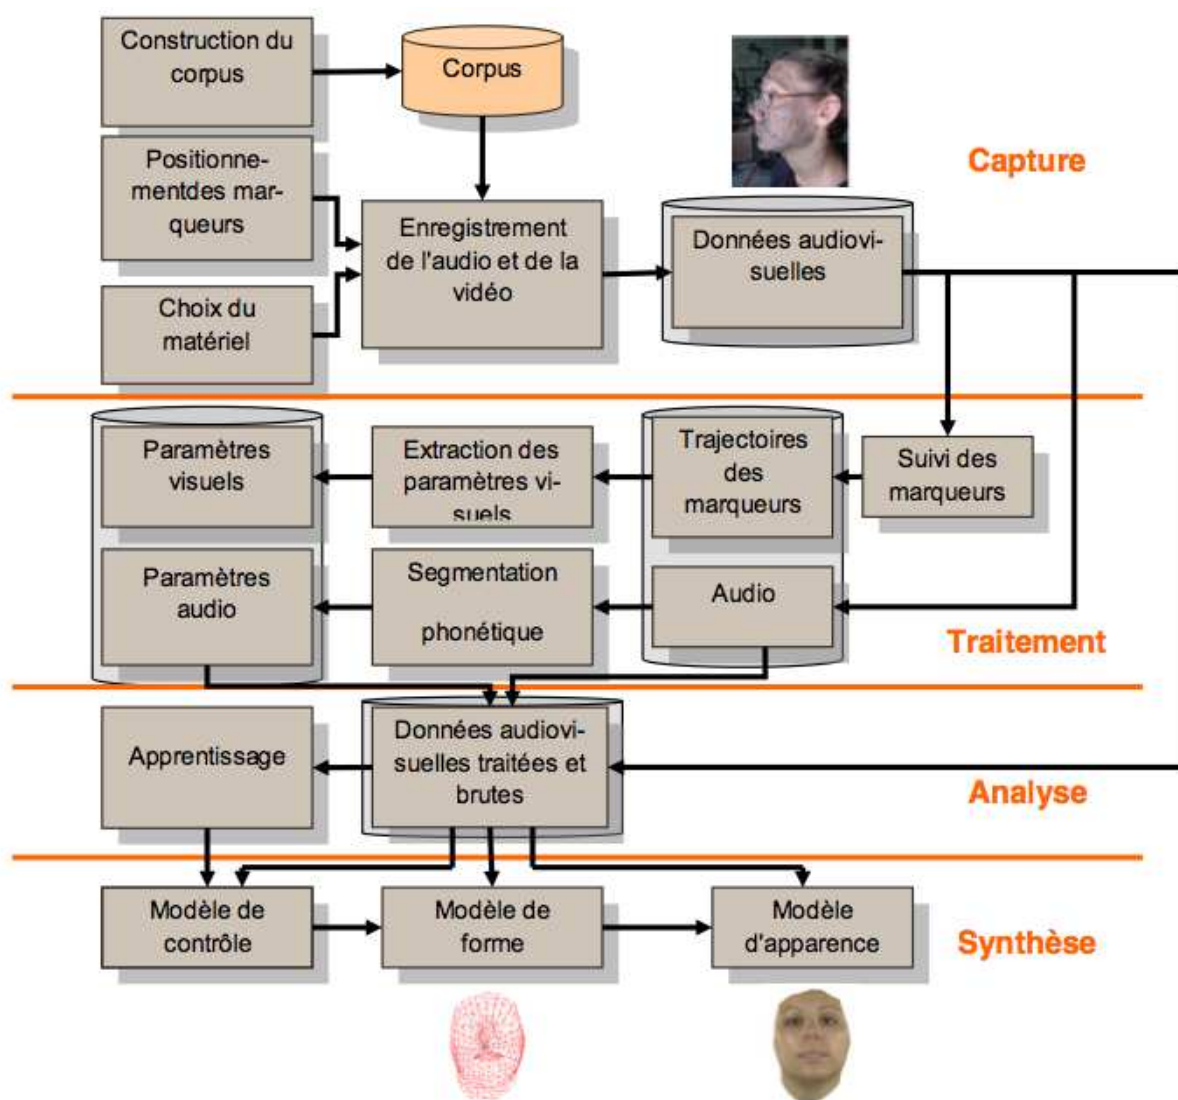 Construction du
corpus
Corpus
Positionne-
mentdes mar-
queurs
Enregistrement
de l'audio et de la
vidéo
Données audiovi-
suelles
Capture
Choix du
matériel
Paramètres
visuels
Extraction des
paramètres vi-
suels
Trajectoires
des
marqueurs
Suivi des
marqueurs
Paramètres
audio
Segmentation
phonétique
Audio
Traitement
Apprentissage
Données audiovi-
suelles traitées et
brutes
Analyse
Modèle de
contrôle
Modèle de
forme
Modèle
d'apparence
Synthèse